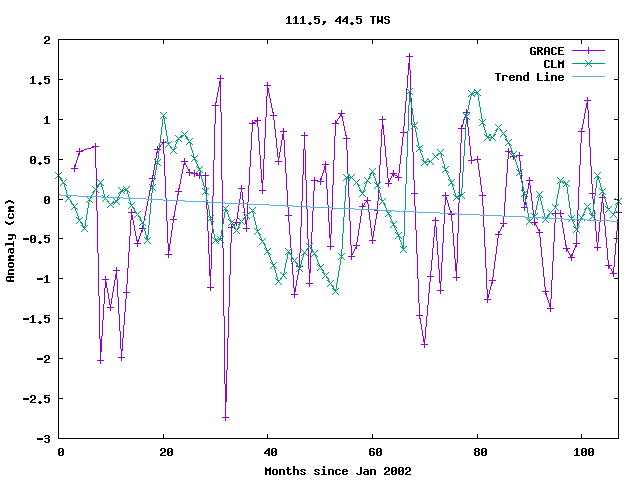 111.5, 44.5 TWS
GRACE
CLM
Trend Line
2
1.5
1
0.5
0
-0.5
-1
-1.5
-2
-2.5
-3
Anomaly (cm)
0 20 40 60 80 100
Months since Jan 2002